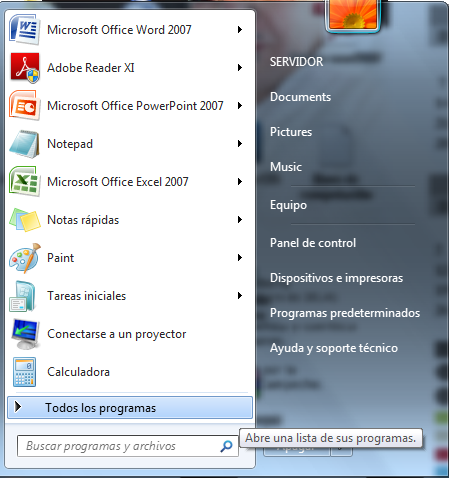 Microsoft Office Word 2007
Adobe Reader XI
Microsoft Office PowerPoint 2007
Notepad
Microsoft Office Excel 2007
Notas rápidas
Paint
Tareas iniciales
Conectarse a un proyector
Calculadora
Todos los programas
Buscar programas y archivos
SERVIDOR
Documents
Pictures
Music
Equipo
Panel de control
Dispositivos e impresoras
Programas predeterminados
Ayuda y soporte técnico
Abre una lista de sus programas.